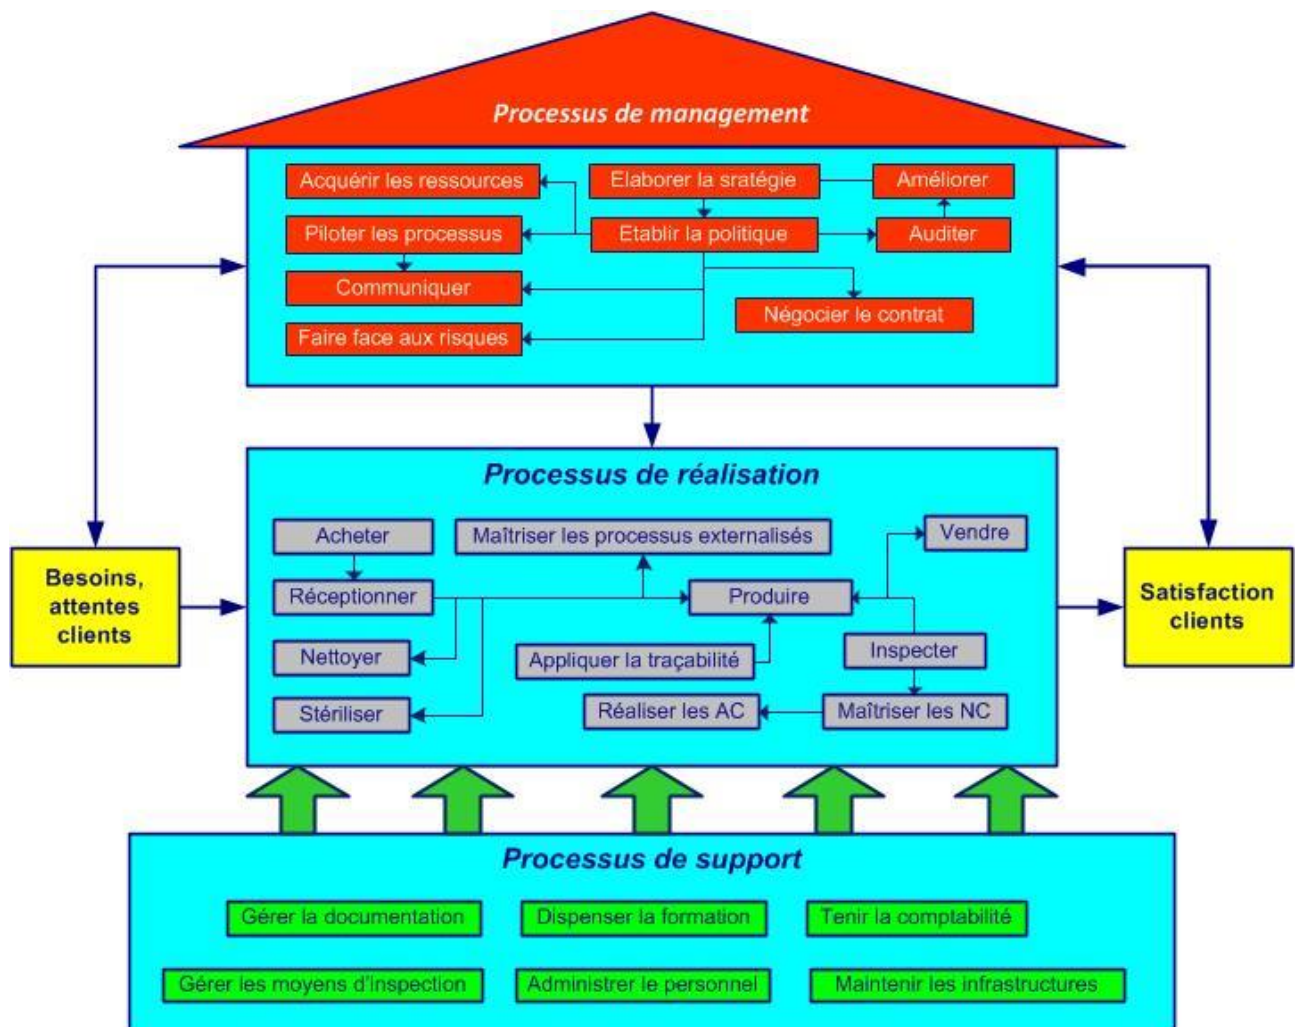 Processus de management
Acquérir les ressources
Elaborer la sratégie
Améliorer
Piloter les processus
Etablir la politique
Auditer
Communiquer
Négocier le contrat
Faire face aux risques
Processus de réalisation
Acheter
Maîtriser les processus externalisés
Vendre
Besoins,
attentes
clients
Réceptionner
Produire
Satisfaction
clients
Nettoyer
Appliquer la traçabilité
Inspecter
Stériliser
Réaliser les AC
Maîtriser les NC
Processus de support
Gérer la documentation
Dispenser la formation
Tenir la comptabilité
Gérer les moyens d'inspection
Administrer le personnel
Maintenir les infrastructures